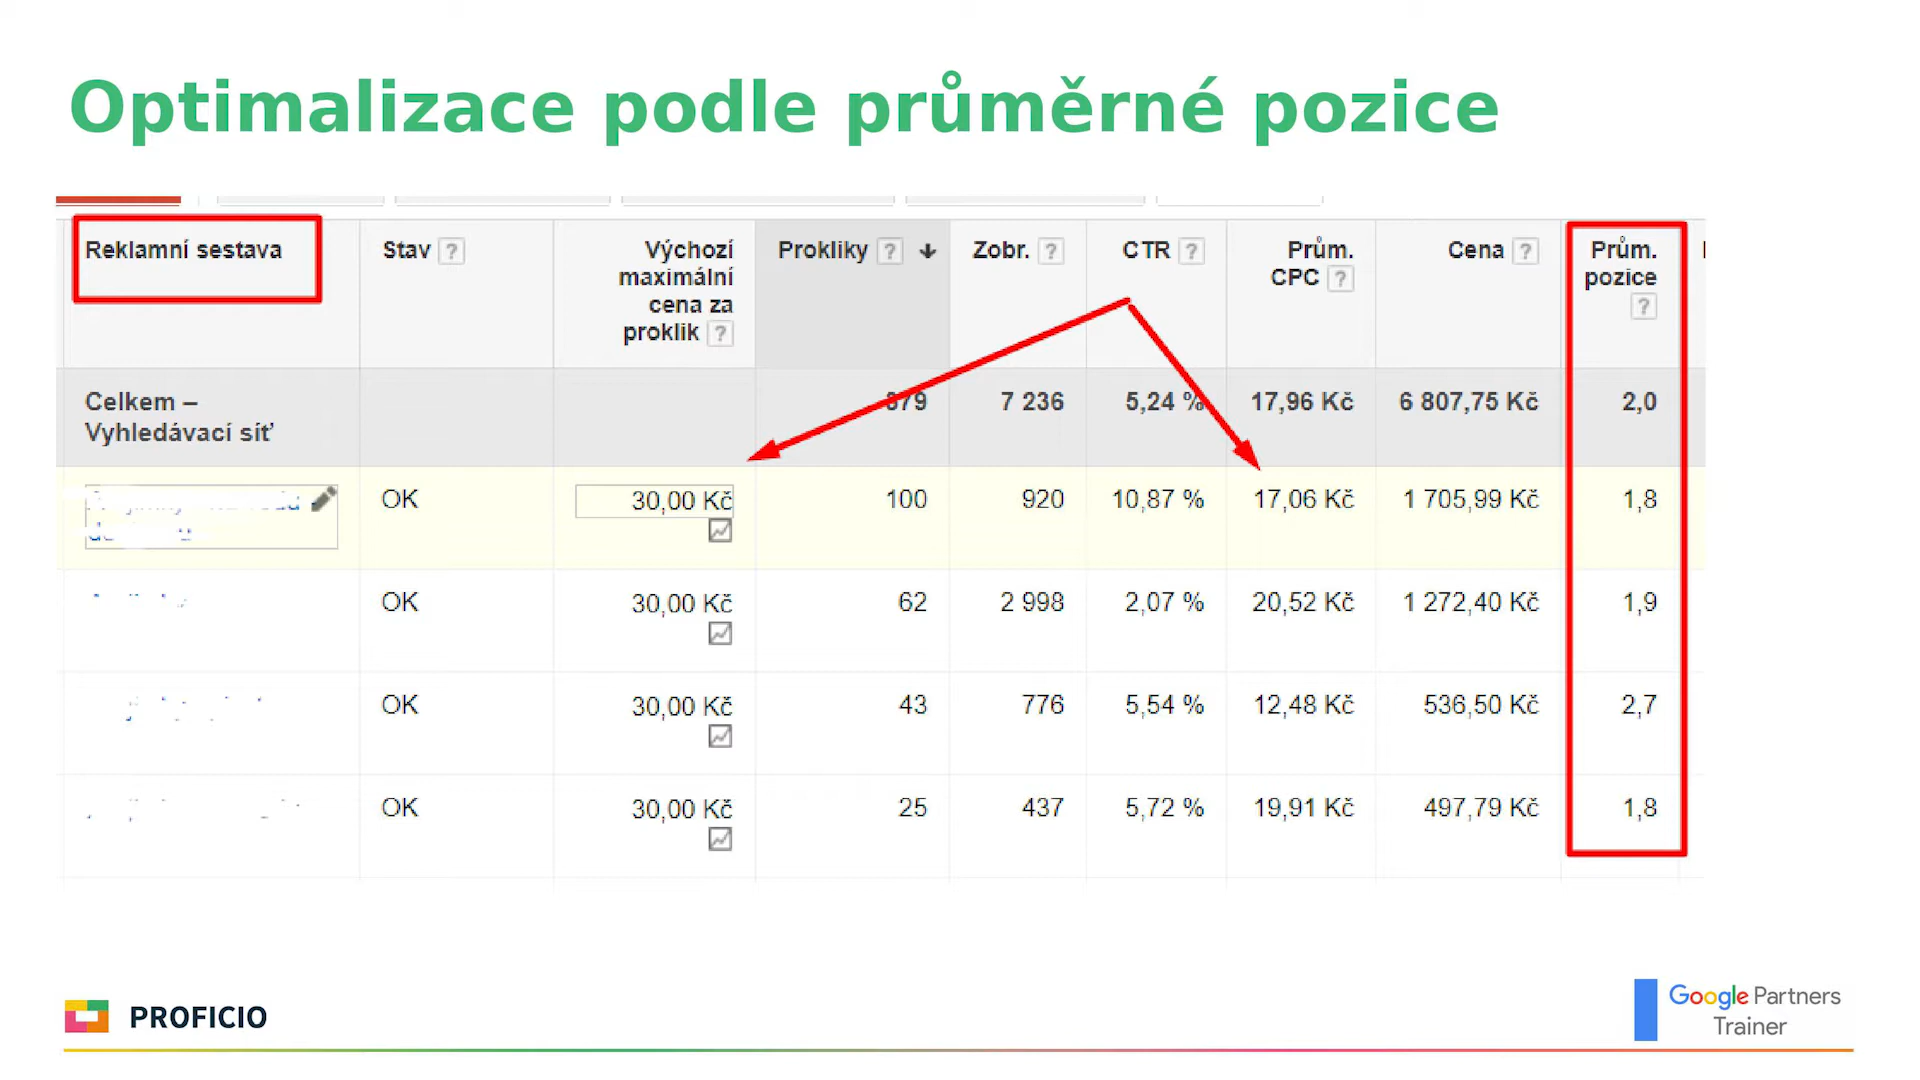 Optimalizace podle průměrné pozice
Reklamní sestava Stav ? Výchozí maximální cena za proklik ? Prokliky ? Zobr. ? CTR ? Prům. CPC ? Cena ? Prům. pozice ?
Celkem – Vyhledávací síť 379 7 236 5,24 % 17,96 Kč 6 807,75 Kč 2,0
OK 30,00 Kč 100 920 10,87 % 17,06 Kč 1 705,99 Kč 1,8
OK 30,00 Kč 62 2 998 2,07 % 20,52 Kč 1 272,40 Kč 1,9
OK 30,00 Kč 43 776 5,54 % 12,48 Kč 536,50 Kč 2,7
OK 30,00 Kč 25 437 5,72 % 19,91 Kč 497,79 Kč 1,8
PROFICIO
Google Partners
Trainer